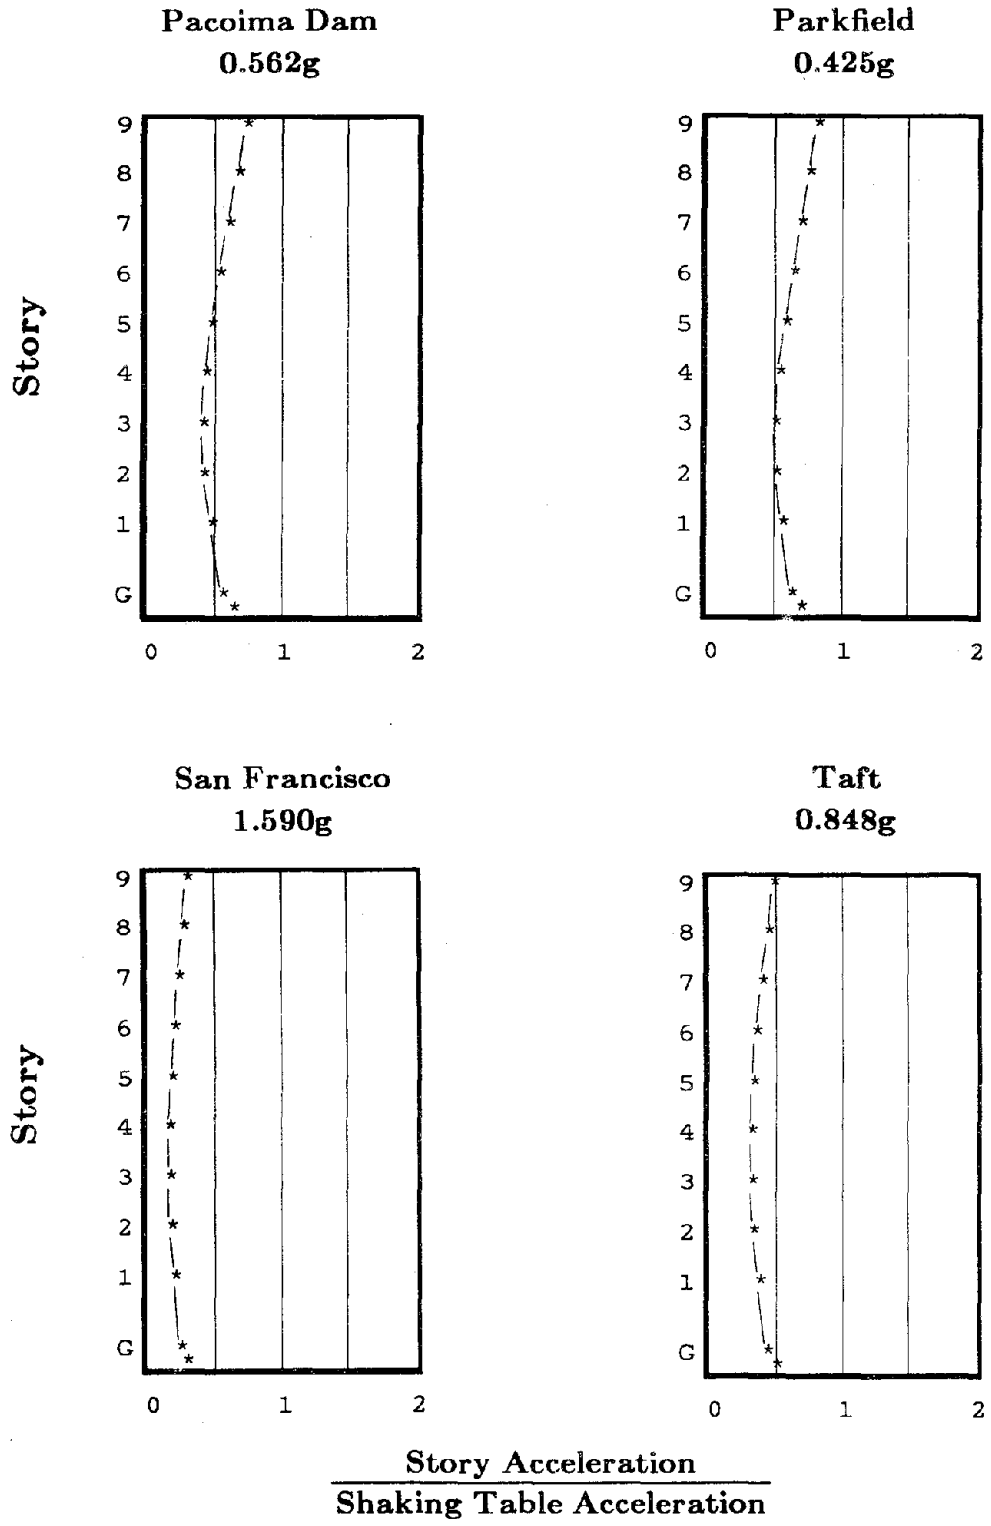 Pacoima Dam
0.562g
9
8
7
6
5
4
3
2
1
G
0 1 2
Story
Parkfield
0.425g
9
8
7
6
5
4
3
2
1
G
0 1 2
San Francisco
1.590g
9
8
7
6
5
4
3
2
1
G
0 1 2
Story
Taft
0.848g
9
8
7
6
5
4
3
2
1
G
0 1 2
Story Acceleration
Shaking Table Acceleration